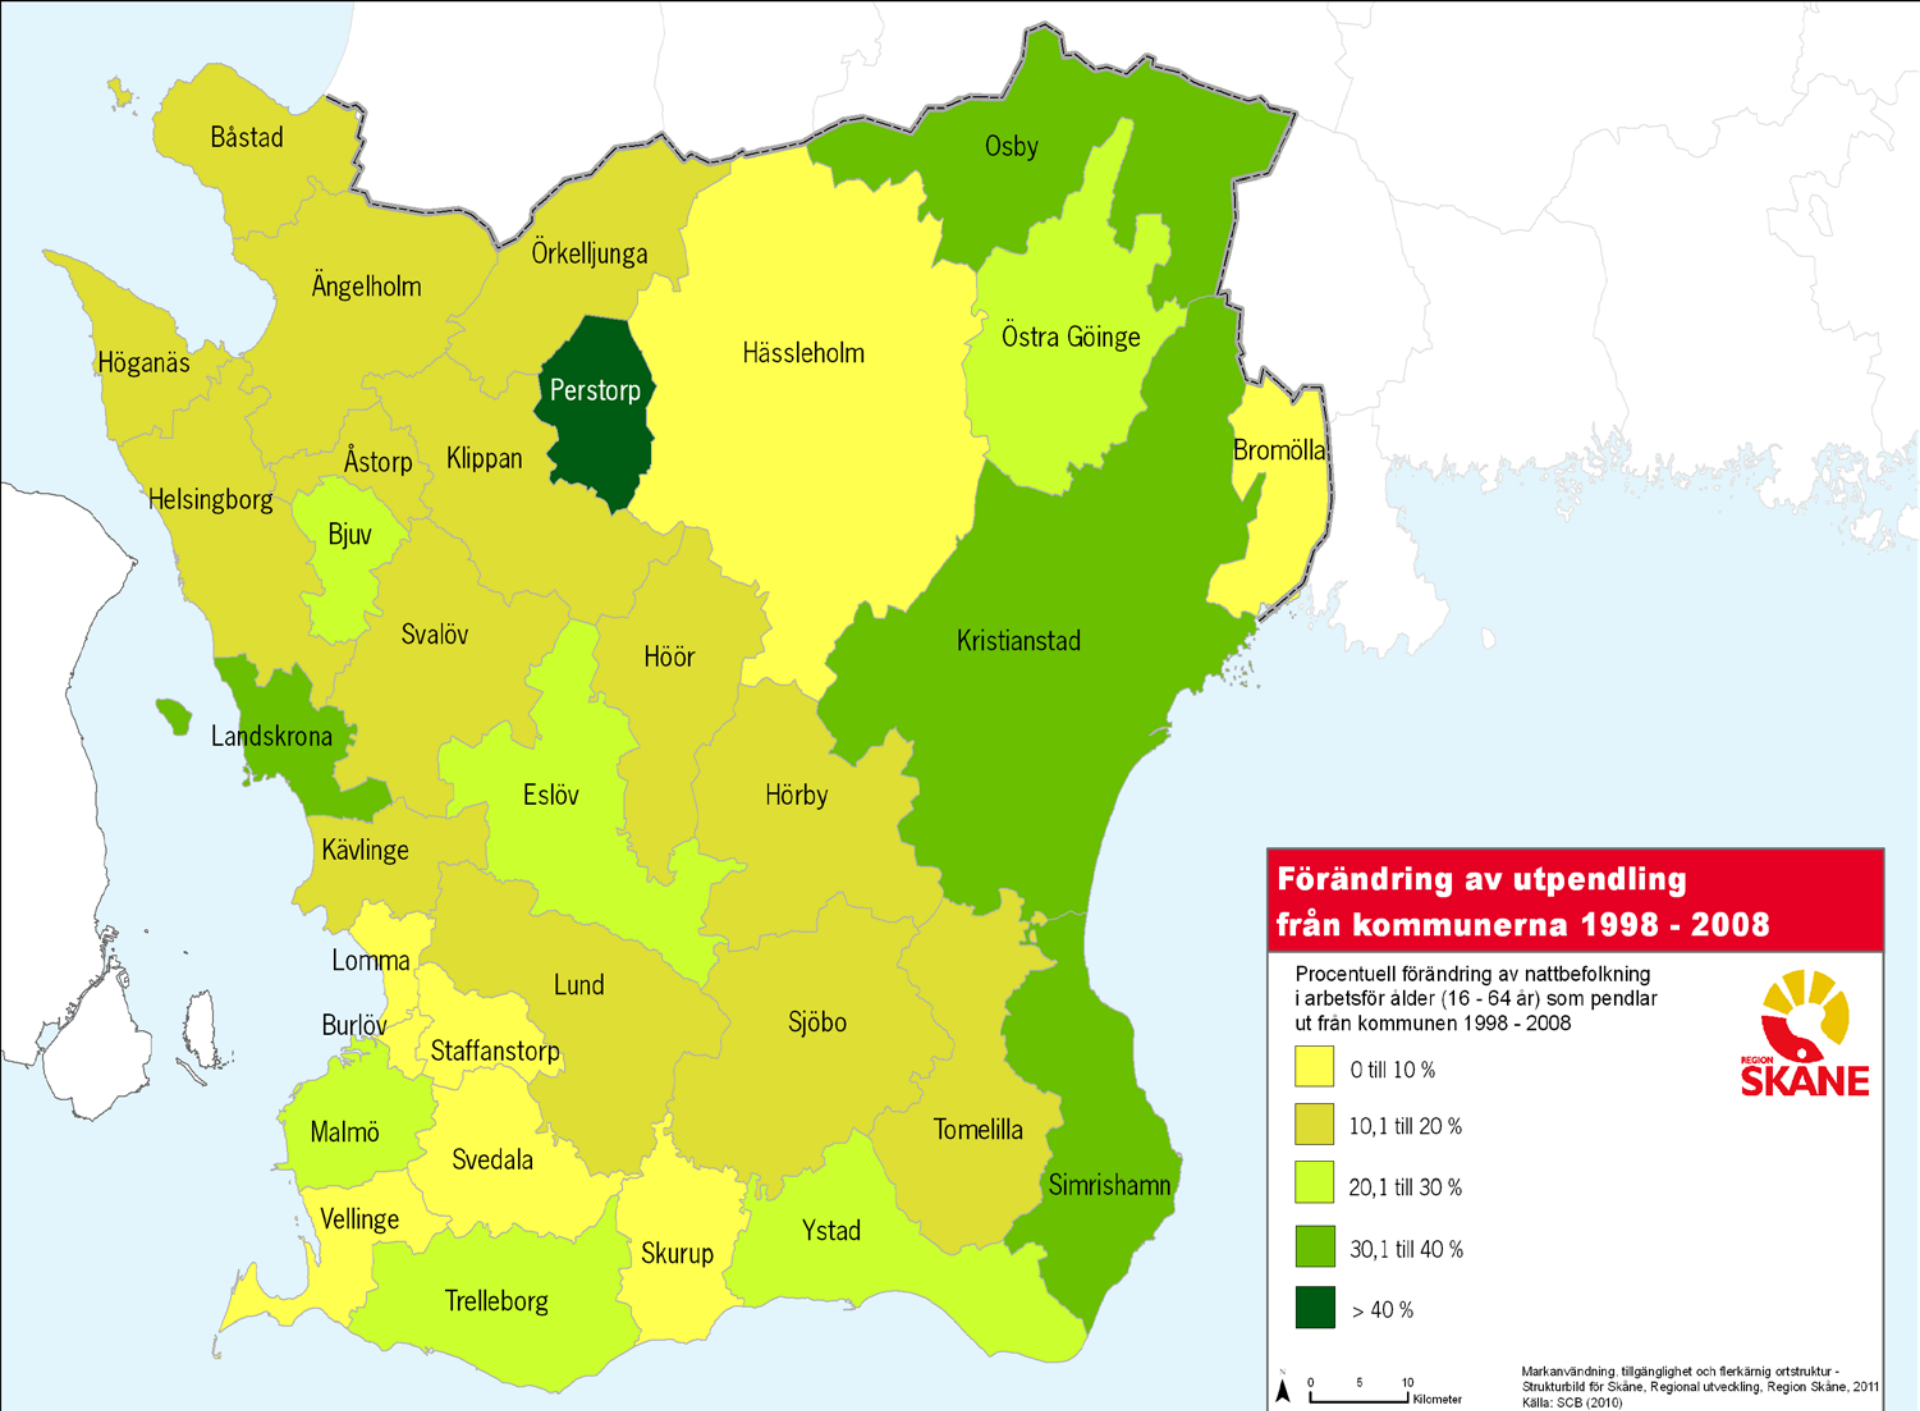 Båstad
Osby
Örkelljunga
Ängelholm
Östra Göinge
Hässleholm
Höganäs
Perstorp
Bromölla
Åstorp
Klippan
Helsingborg
Bjuv
Svalöv
Höör
Kristianstad
Landskrona
Eslöv
Hörby
Kävlinge
Lomma
Lund
Sjöbo
Burlöv
Staffanstorp
Malmö
Tomelilla
Svedala
Simrishamn
Vellinge
Ystad
Skurup
Trelleborg
Förändring av utpendling
från kommunerna 1998 - 2008
Procentuell förändring av nattbefolkning
i arbetsför ålder (16 - 64 år) som pendlar
ut från kommunen 1998 - 2008
0 till 10 %
10,1 till 20 %
20,1 till 30 %
30,1 till 40 %
> 40 %
REGION
SKÅNE
N
0 5 10
Kilometer
Markanvändning, tillgänglighet och flerkärnig ortstruktur -
Strukturbild för Skåne, Regional utveckling, Region Skåne, 2011
Källa: SCB (2010)